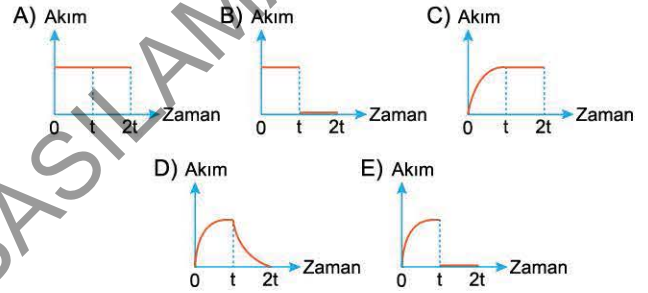 A) Akım
B) Akım
C) Akım
Zaman
Zaman
Zaman
0 t 2t
0 t 2t
0 t 2t
D) Akım
E) Akım
Zaman
Zaman
0 t 2t
0 t 2t
BASILAMA